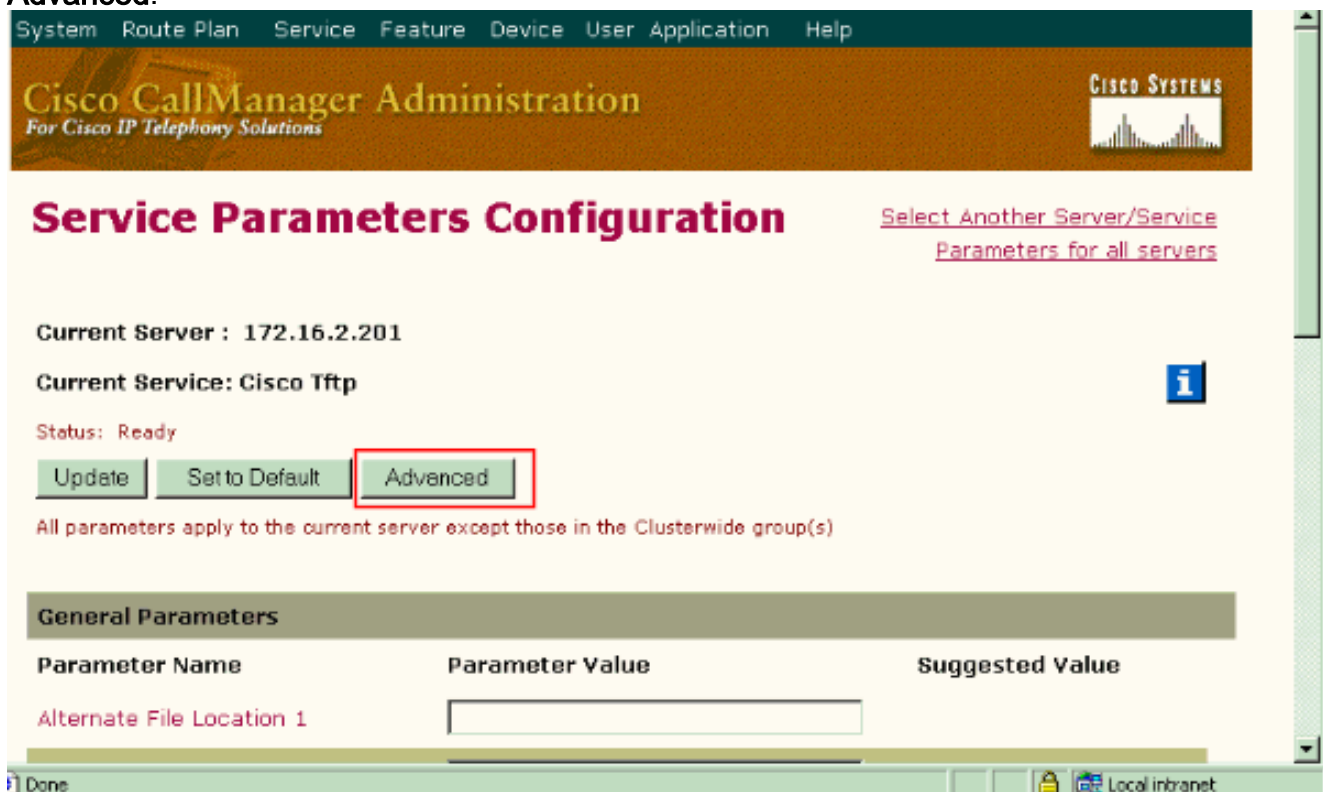 Advanced.
System Route Plan Service Feature Device User Application Help
Cisco CallManager Administration
For Cisco IP Telephony Solutions
CISCO SYSTEMS
Service Parameters Configuration
Select Another Server/Service
Parameters for all servers
Current Server : 172.16.2.201
Current Service: Cisco Tftp
i
Status: Ready
Update Set to Default Advanced
All parameters apply to the current server except those in the Clusterwide group(s)
General Parameters
Parameter Name Parameter Value Suggested Value
Alternate File Location 1
Done Local intranet